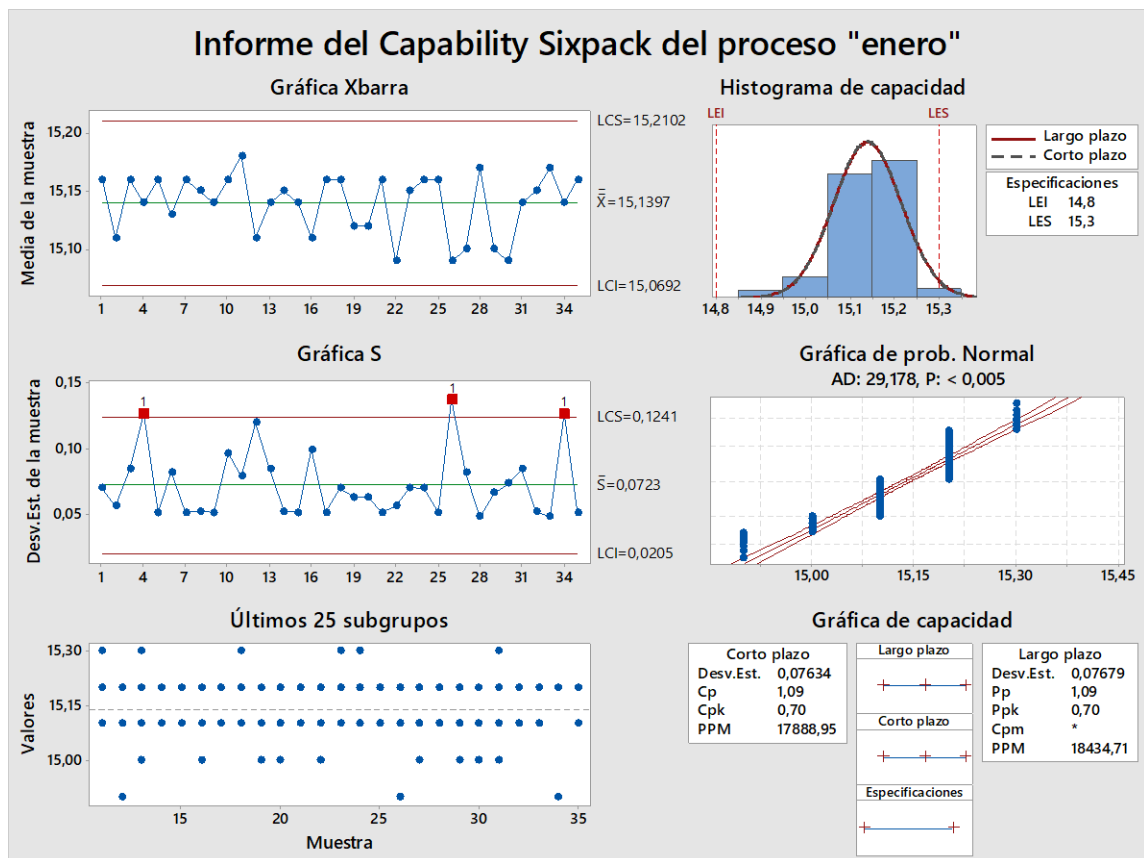 Informe del Capability Sixpack del proceso "enero"
Gráfica Xbarra
Media de la muestra
15,20
15,15
15,10
1 4 7 10 13 16 19 22 25 28 31 34
LCS=15,2102
X=15,1397
LCI=15,0692
Histograma de capacidad
LEI LES
14,8 14,9 15,0 15,1 15,2 15,3
Largo plazo
Corto plazo
Especificaciones
LEI 14,8
LES 15,3
Gráfica S
Desv.Est. de la muestra
0,15
0,10
0,05
1 1 1
1 4 7 10 13 16 19 22 25 28 31 34
LCS=0,1241
S=0,0723
LCI=0,0205
Gráfica de prob. Normal
AD: 29,178, P: < 0,005
15,00 15,15 15,30 15,45
Últimos 25 subgrupos
Valores
15,30
15,15
15,00
15 20 25 30 35
Muestra
Gráfica de capacidad
Corto plazo
Desv.Est. 0,07634
Cp 1,09
Cpk 0,70
PPM 17888,95
Largo plazo
Corto plazo
Especificaciones
Largo plazo
Desv.Est. 0,07679
Pp 1,09
Ppk 0,70
Cpm *
PPM 18434,71